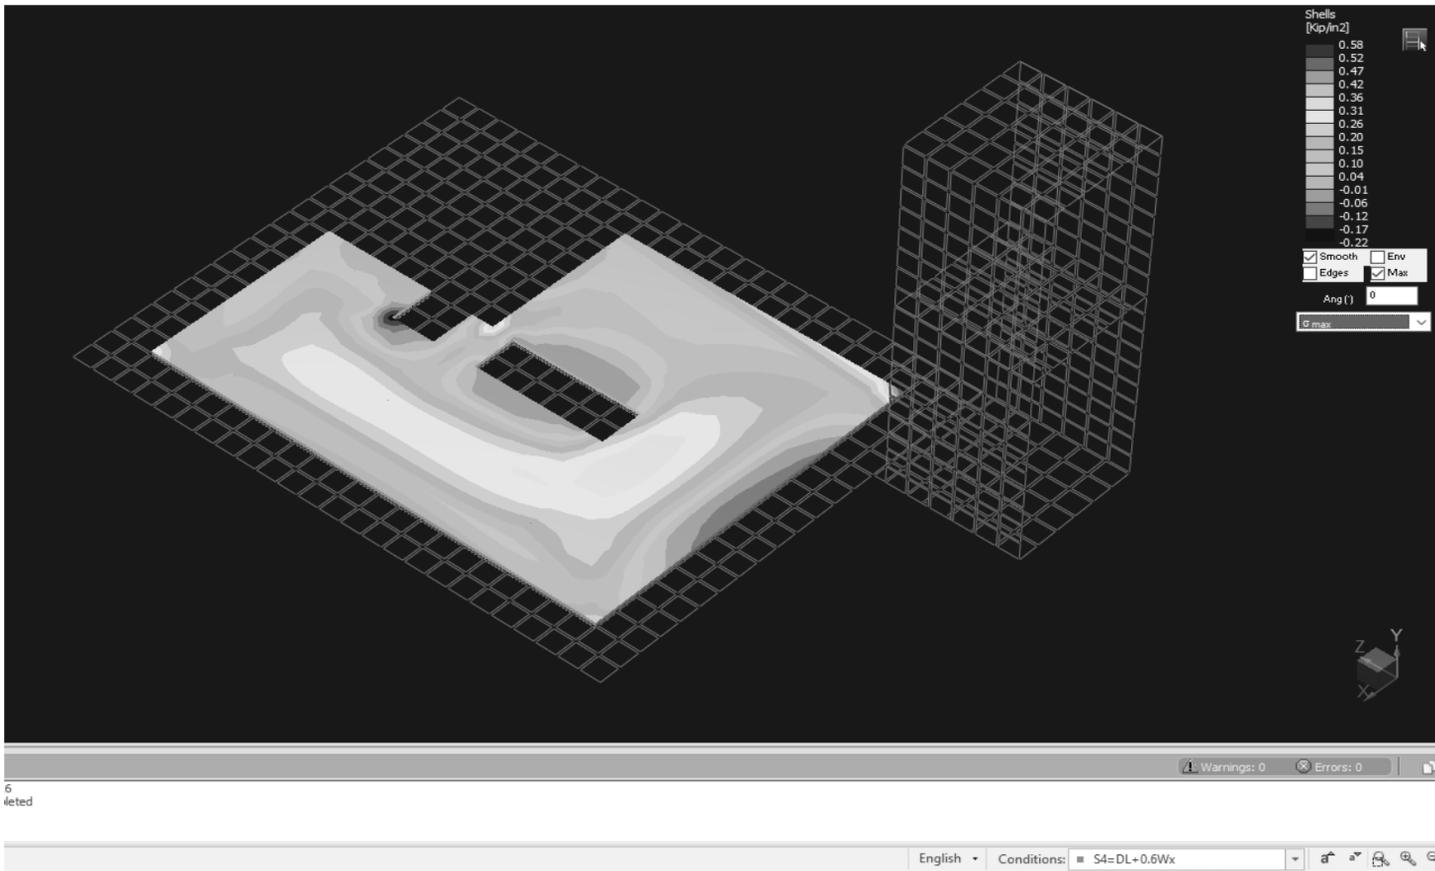 Shells
[Kip/in2]
0.58
0.52
0.47
0.42
0.36
0.31
0.26
0.20
0.15
0.10
0.04
-0.01
-0.06
-0.12
-0.17
-0.22
Smooth Env
Edges Max
Ang (°) 0
σ max
Z Y
X
Warnings: 0 Errors: 0
.6
leted
English Conditions: S4=DL+0.6Wx